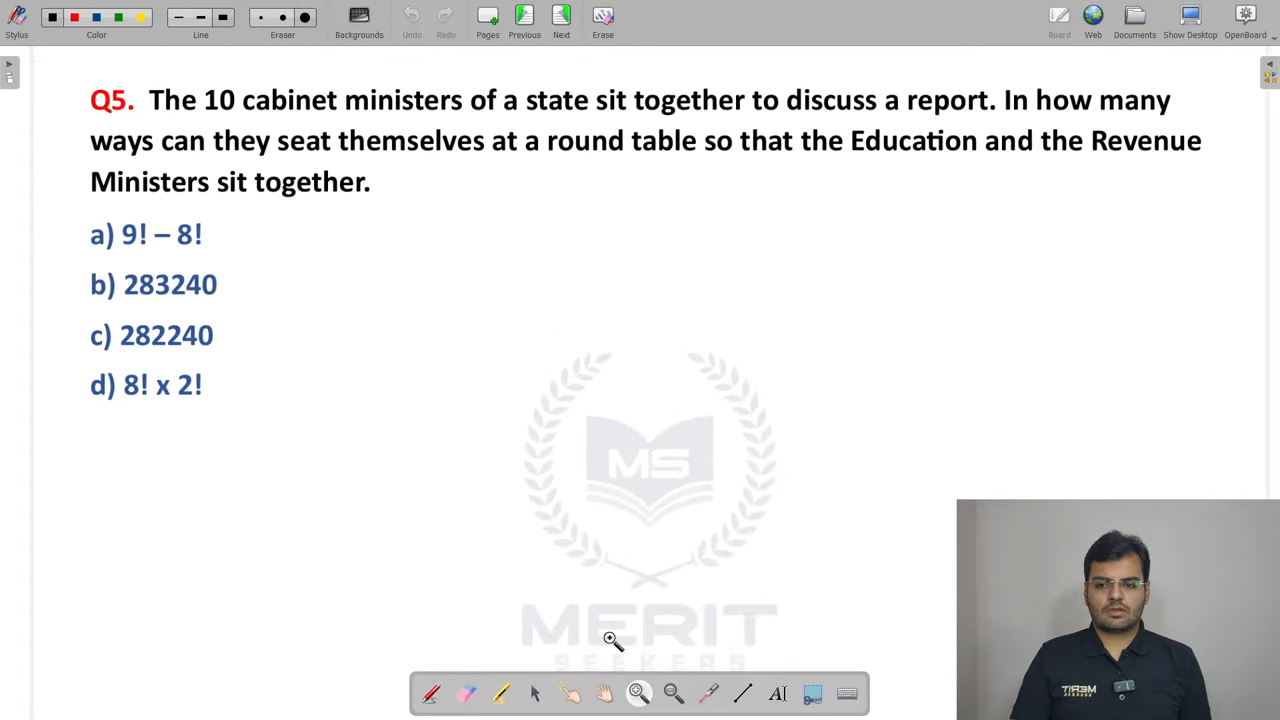 Stylus
Color
Line
Eraser
Backgrounds
Undo
Redo
Pages
Previous
Next
Erase
Board
Web
Documents
Show Desktop
OpenBoard
Q5. The 10 cabinet ministers of a state sit together to discuss a report. In how many
ways can they seat themselves at a round table so that the Education and the Revenue
Ministers sit together.
a) 9! – 8!
b) 283240
c) 282240
d) 8! x 2!
MS
MERIT
SEEKERS
AI